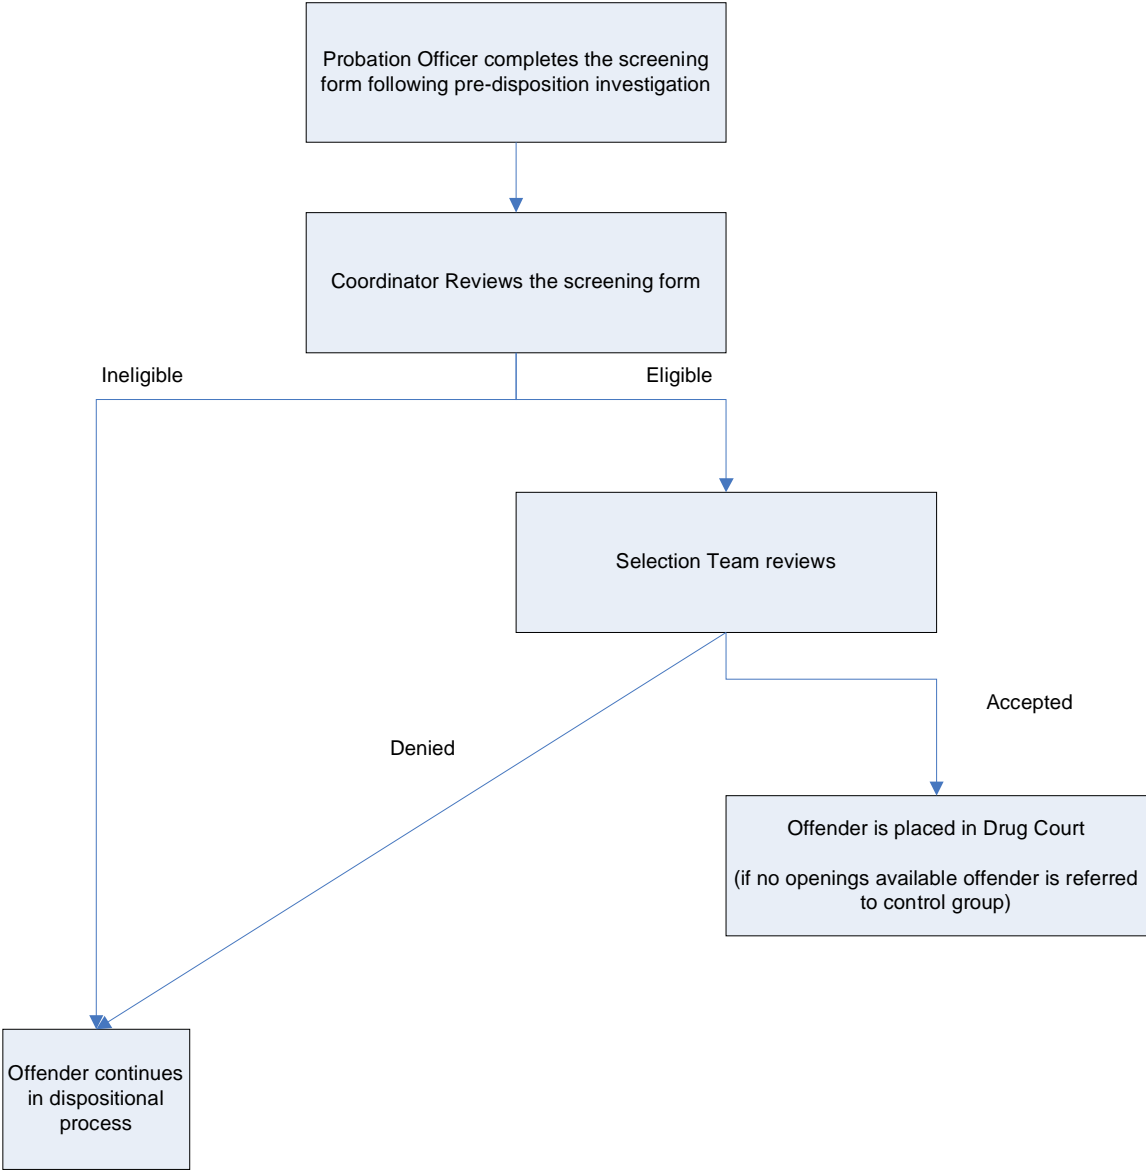 Probation Officer completes the screening
form following pre-disposition investigation
Coordinator Reviews the screening form
Ineligible
Eligible
Selection Team reviews
Accepted
Denied
Offender is placed in Drug Court
(if no openings available offender is referred
to control group)
Offender continues
in dispositional
process